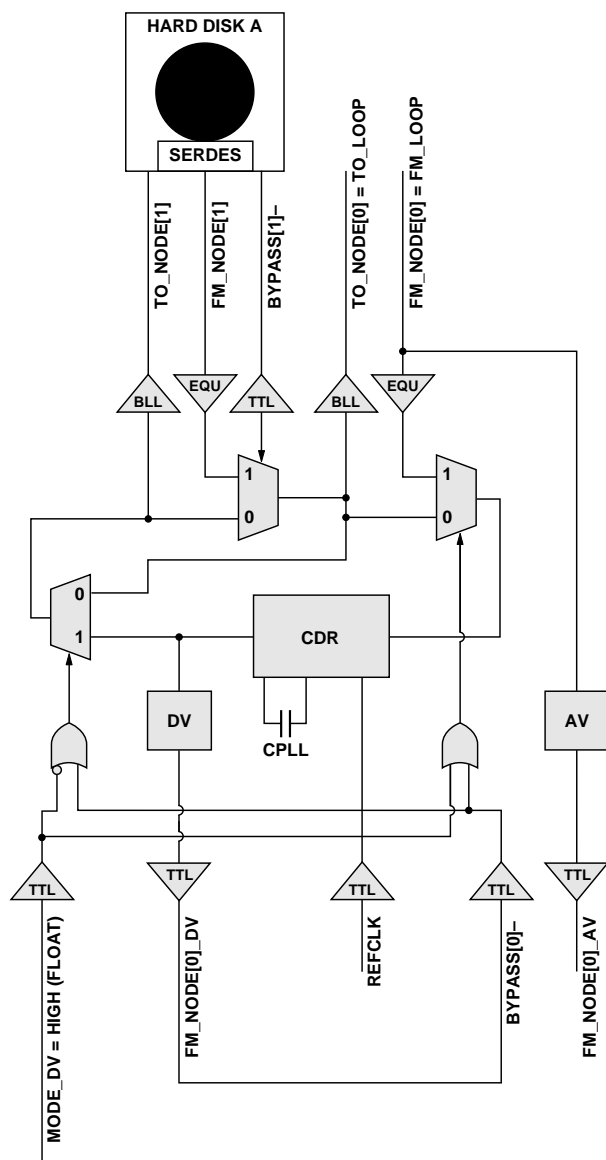 HARD DISK A
SERDES
TO_NODE[1]
FM_NODE[1]
BYPASS[1]–
TO_NODE[0] = TO_LOOP
FM_NODE[0] = FM_LOOP
BLL
EQU
TTL
BLL
EQU
1
0
1
0
0
1
CDR
DV
CPLL
AV
TTL
TTL
TTL
TTL
TTL
MODE_DV = HIGH (FLOAT)
FM_NODE[0]_DV
REFCLK
BYPASS[0]–
FM_NODE[0]_AV